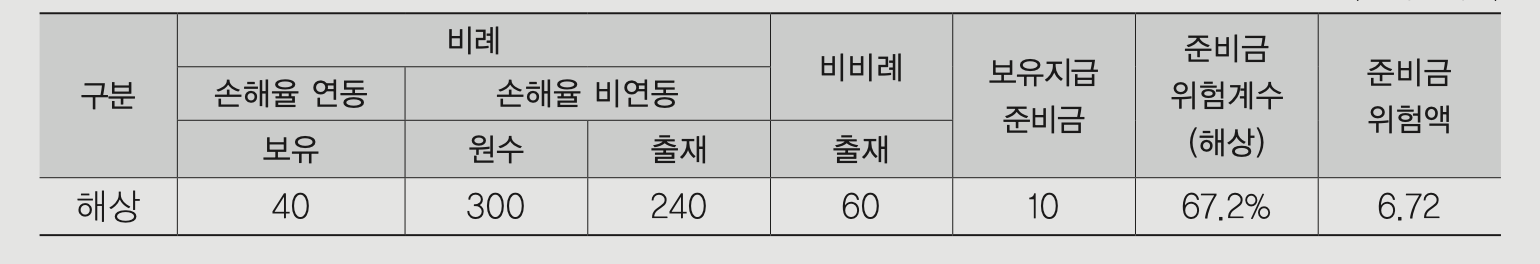 구분
비례
손해율 연동
손해율 비연동
보유
원수
출재
비비례
출재
보유지급
준비금
준비금
위험계수
(해상)
준비금
위험액
해상 40 300 240 60 10 67.2% 6.72